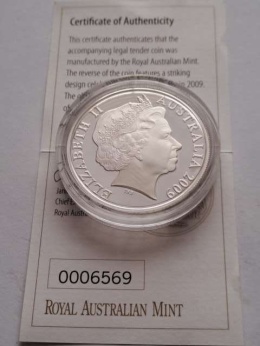 Certificate of Authenticity
This certificate authenticates that the
accompanying legal tender coin was
manufactured by the Royal Australian Mint.
The reverse of the coin features a striking
design 2009.
ELIZABETH II AUSTRALIA 2009
Royal
0006569
ROYAL AUSTRALIAN MINT